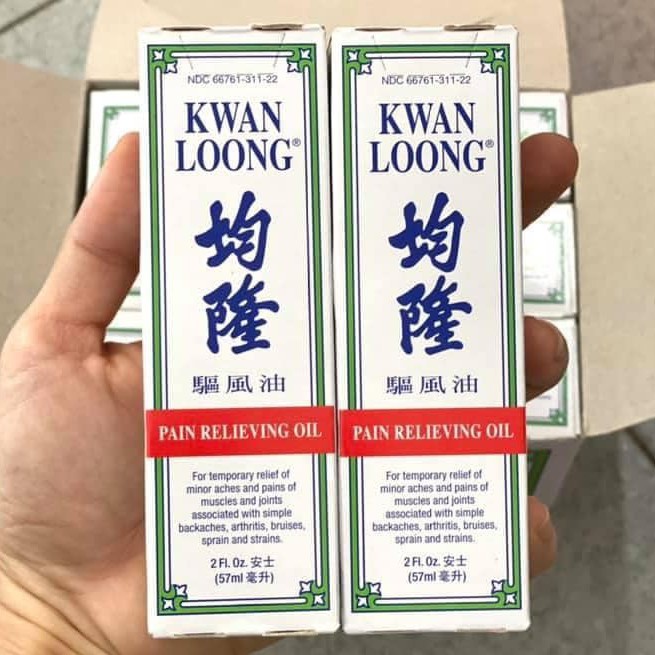 NDC 66761-311-22
KWAN
LOONG®
均
隆
驅風油
PAIN RELIEVING OIL
For temporary relief of
minor aches and pains of
muscles and joints
associated with simple
backaches, arthritis, bruises,
sprain and strains.
2 Fl. Oz. 安士
(57ml 毫升)
NDC 66761-311-22
KWAN
LOONG®
均
隆
驅風油
PAIN RELIEVING OIL
For temporary relief of
minor aches and pains of
muscles and joints
associated with simple
backaches, arthritis, bruises,
sprain and strains.
2 Fl. Oz. 安士
(57ml 毫升)